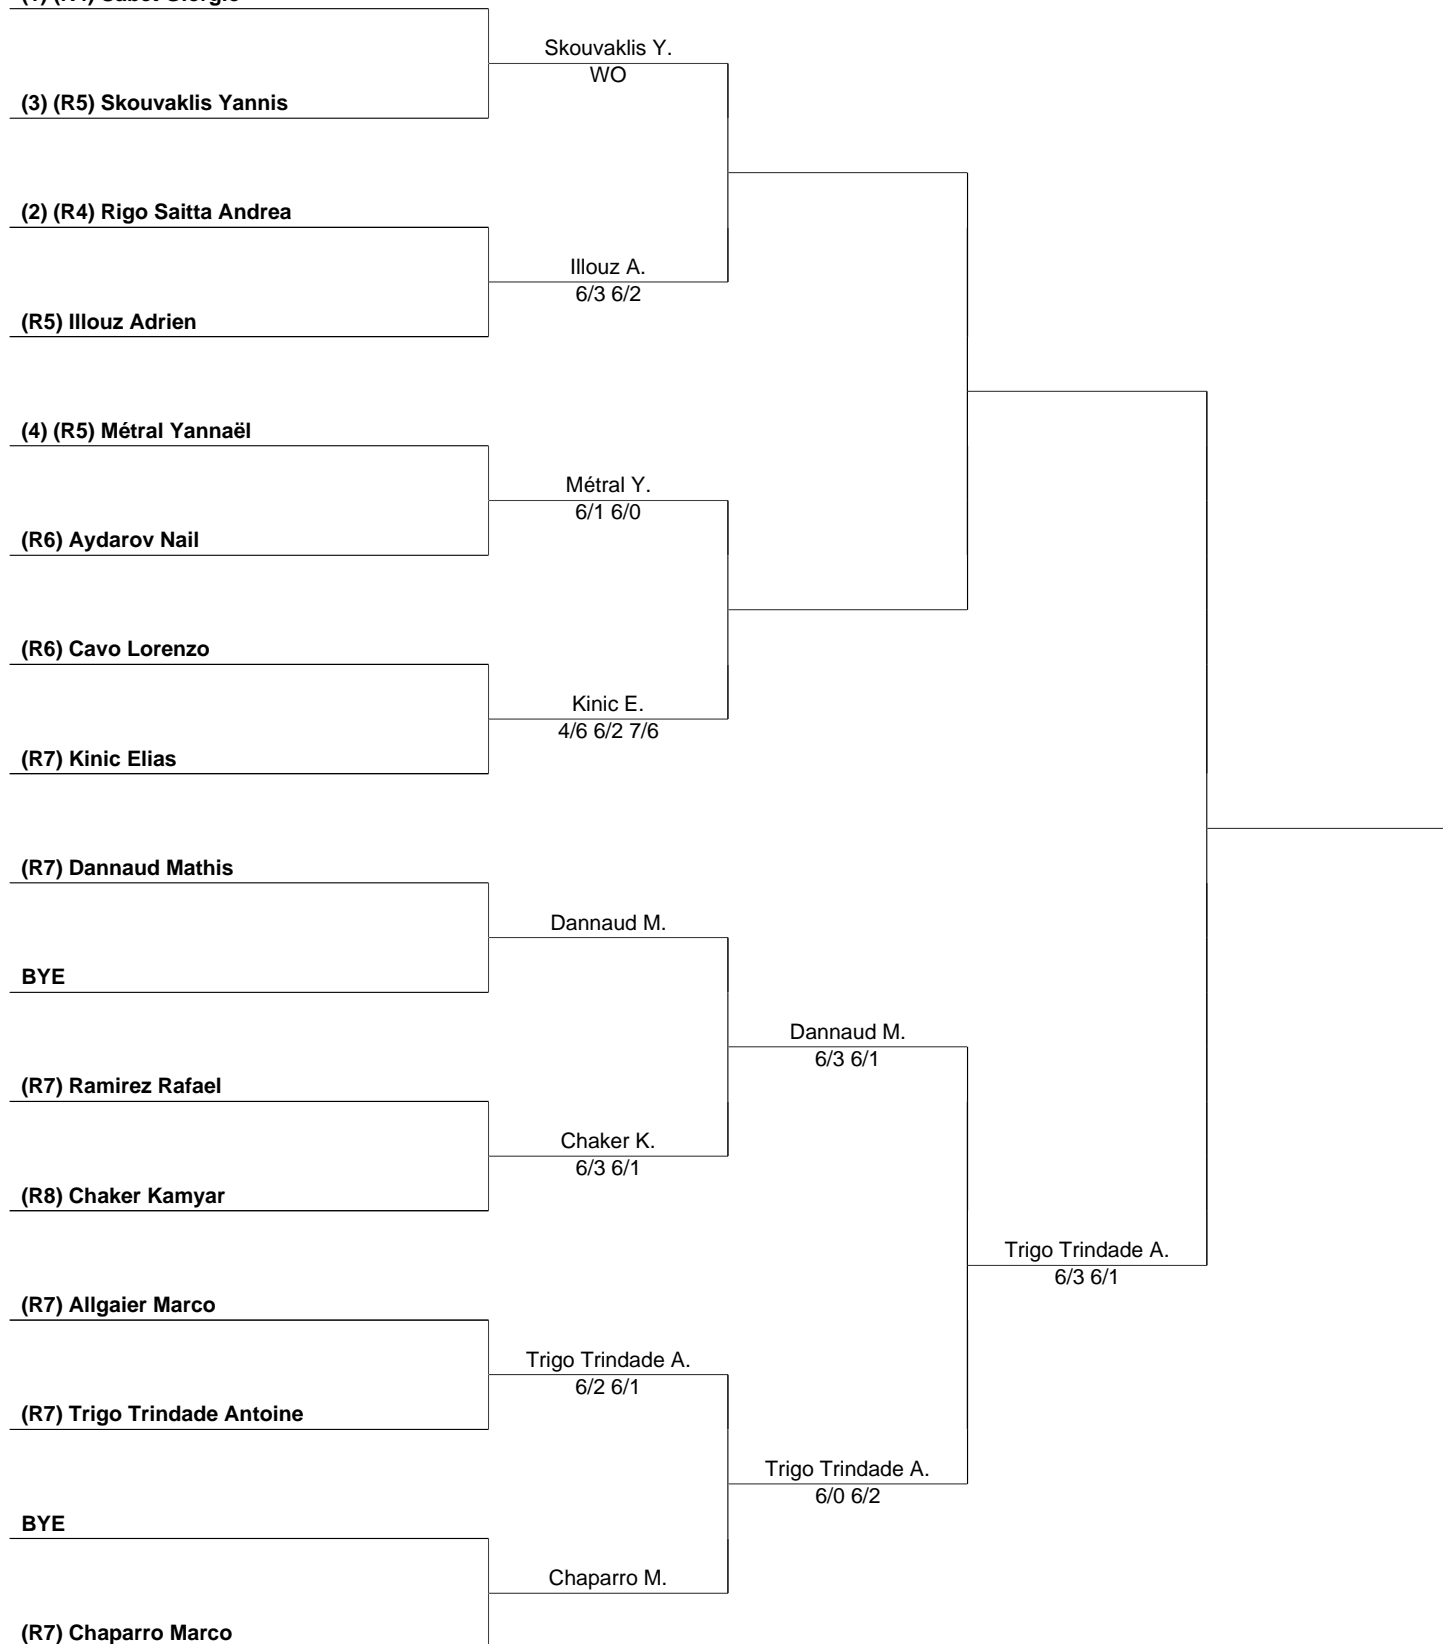 (3) (R5) Skouvaklis Yannis
(2) (R4) Rigo Saitta Andrea
(R5) Illouz Adrien
(4) (R5) Métral Yannaël
(R6) Aydarov Nail
(R6) Cavo Lorenzo
(R7) Kinic Elias
(R7) Dannaud Mathis
BYE
(R7) Ramirez Rafael
(R8) Chaker Kamyar
(R7) Allgaier Marco
(R7) Trigo Trindade Antoine
BYE
(R7) Chaparro Marco
Skouvaklis Y.
WO
Illouz A.
6/3 6/2
Métral Y.
6/1 6/0
Kinic E.
4/6 6/2 7/6
Dannaud M.
Chaker K.
6/3 6/1
Trigo Trindade A.
6/2 6/1
Chaparro M.
Dannaud M.
6/3 6/1
Trigo Trindade A.
6/0 6/2
Trigo Trindade A.
6/3 6/1